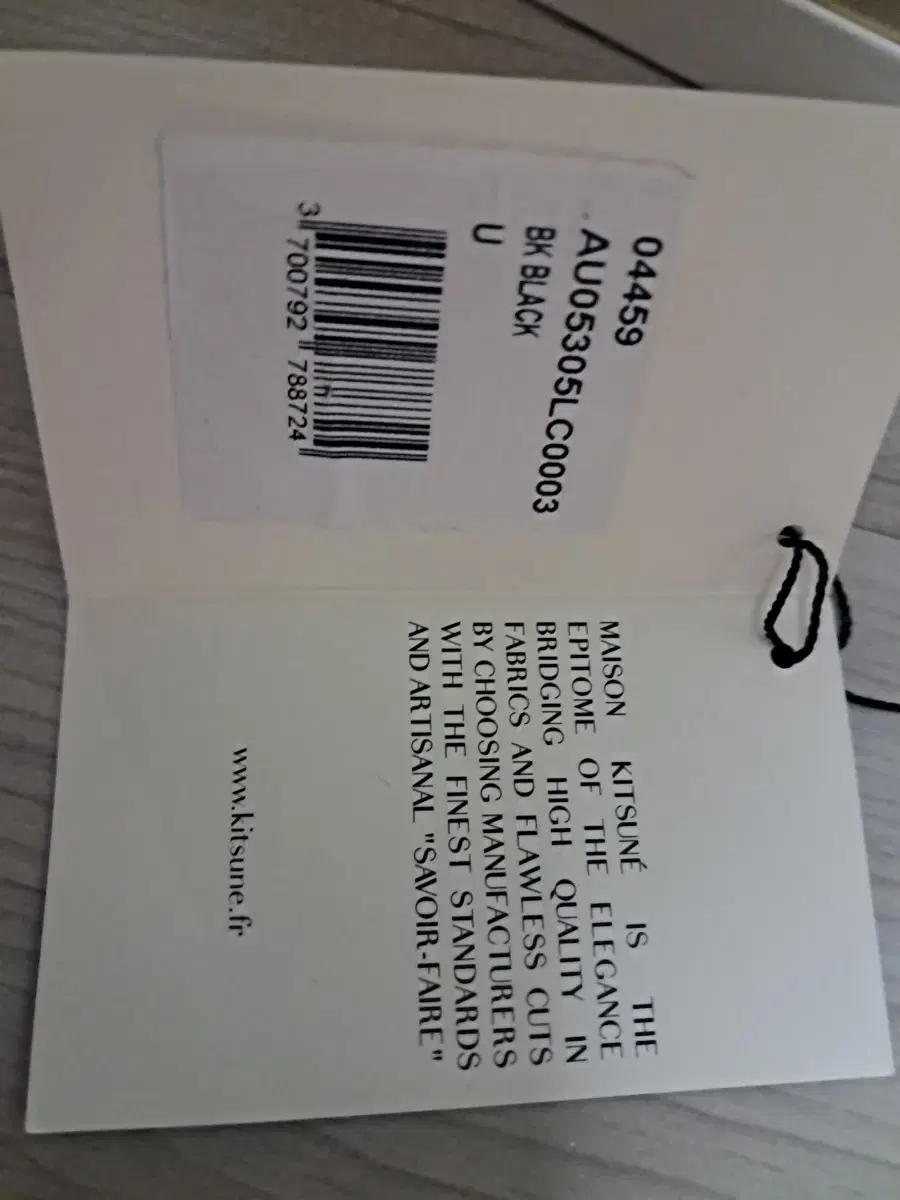 04459
AU05305LC0003
BK BLACK
U
3 700792 788724
MAISON KITSUNÉ IS THE
EPITOME OF THE ELEGANCE
BRIDGING HIGH QUALITY IN
FABRICS AND FLAWLESS CUTS
BY CHOOSING MANUFACTURERS
WITH THE FINEST STANDARDS
AND ARTISANAL "SAVOIR-FAIRE"
www.kitsune.fr